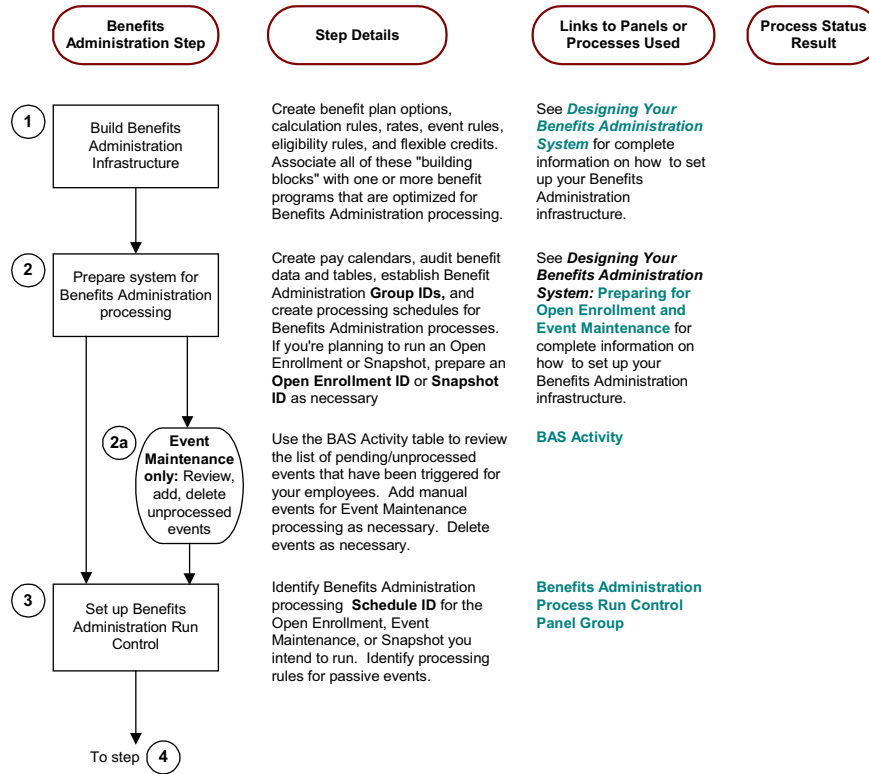 Benefits
Administration Step
Step Details
Links to Panels or
Processes Used
Process Status
Result
1
Build Benefits
Administration
Infrastructure
Create benefit plan options,
calculation rules, rates, event rules,
eligibility rules, and flexible credits.
Associate all of these "building
blocks" with one or more benefit
programs that are optimized for
Benefits Administration processing.
See Designing Your
Benefits Administration
System for complete
information on how to set
up your Benefits
Administration
infrastructure.
2
Prepare system for
Benefits Administration
processing
Create pay calendars, audit benefit
data and tables, establish Benefit
Administration Group IDs, and
create processing schedules for
Benefits Administration processes.
If you're planning to run an Open
Enrollment or Snapshot, prepare an
Open Enrollment ID or Snapshot
ID as necessary
See Designing Your
Benefits Administration
System: Preparing for
Open Enrollment and
Event Maintenance for
complete information on
how to set up your
Benefits Administration
infrastructure.
2a
Event
Maintenance
only: Review,
add, delete
unprocessed
events
Use the BAS Activity table to review
the list of pending/unprocessed
events that have been triggered for
your employees. Add manual
events for Event Maintenance
processing as necessary. Delete
events as necessary.
BAS Activity
3
Set up Benefits
Administration Run
Control
Identify Benefits Administration
processing Schedule ID for the
Open Enrollment, Event
Maintenance, or Snapshot you
intend to run. Identify processing
rules for passive events.
Benefits Administration
Process Run Control
Panel Group
To step 4